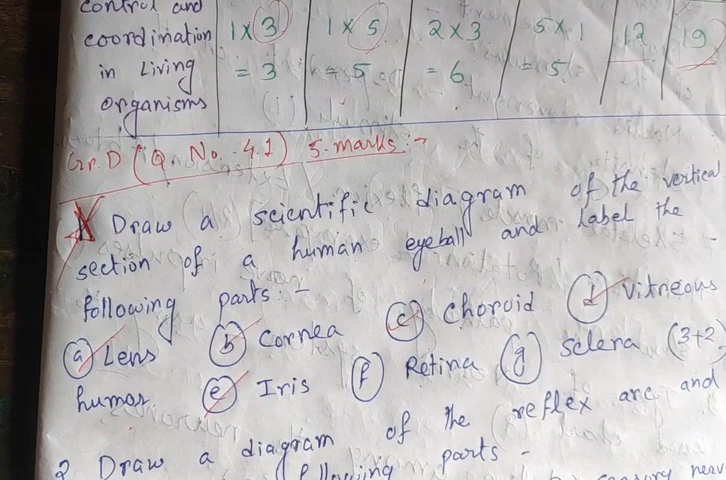 control and
coordination 1 x 3 1 x 5 2 x 3 5 x 1 12 19
in Living = 3 = 5 = 6 = 5
organisms
Grp. D (Q. No. - 4.1) 5 marks :-
1 Draw a scientific diagram of the vertical
section of a human eyeball and label the
following parts :-
(a) Lens (b) Cornea (c) Choroid (d) Vitreous
humor (e) Iris (f) Retina (g) Sclera (3+2
2 Draw a diagram of the reflex arc and
following parts -
sensory nerv